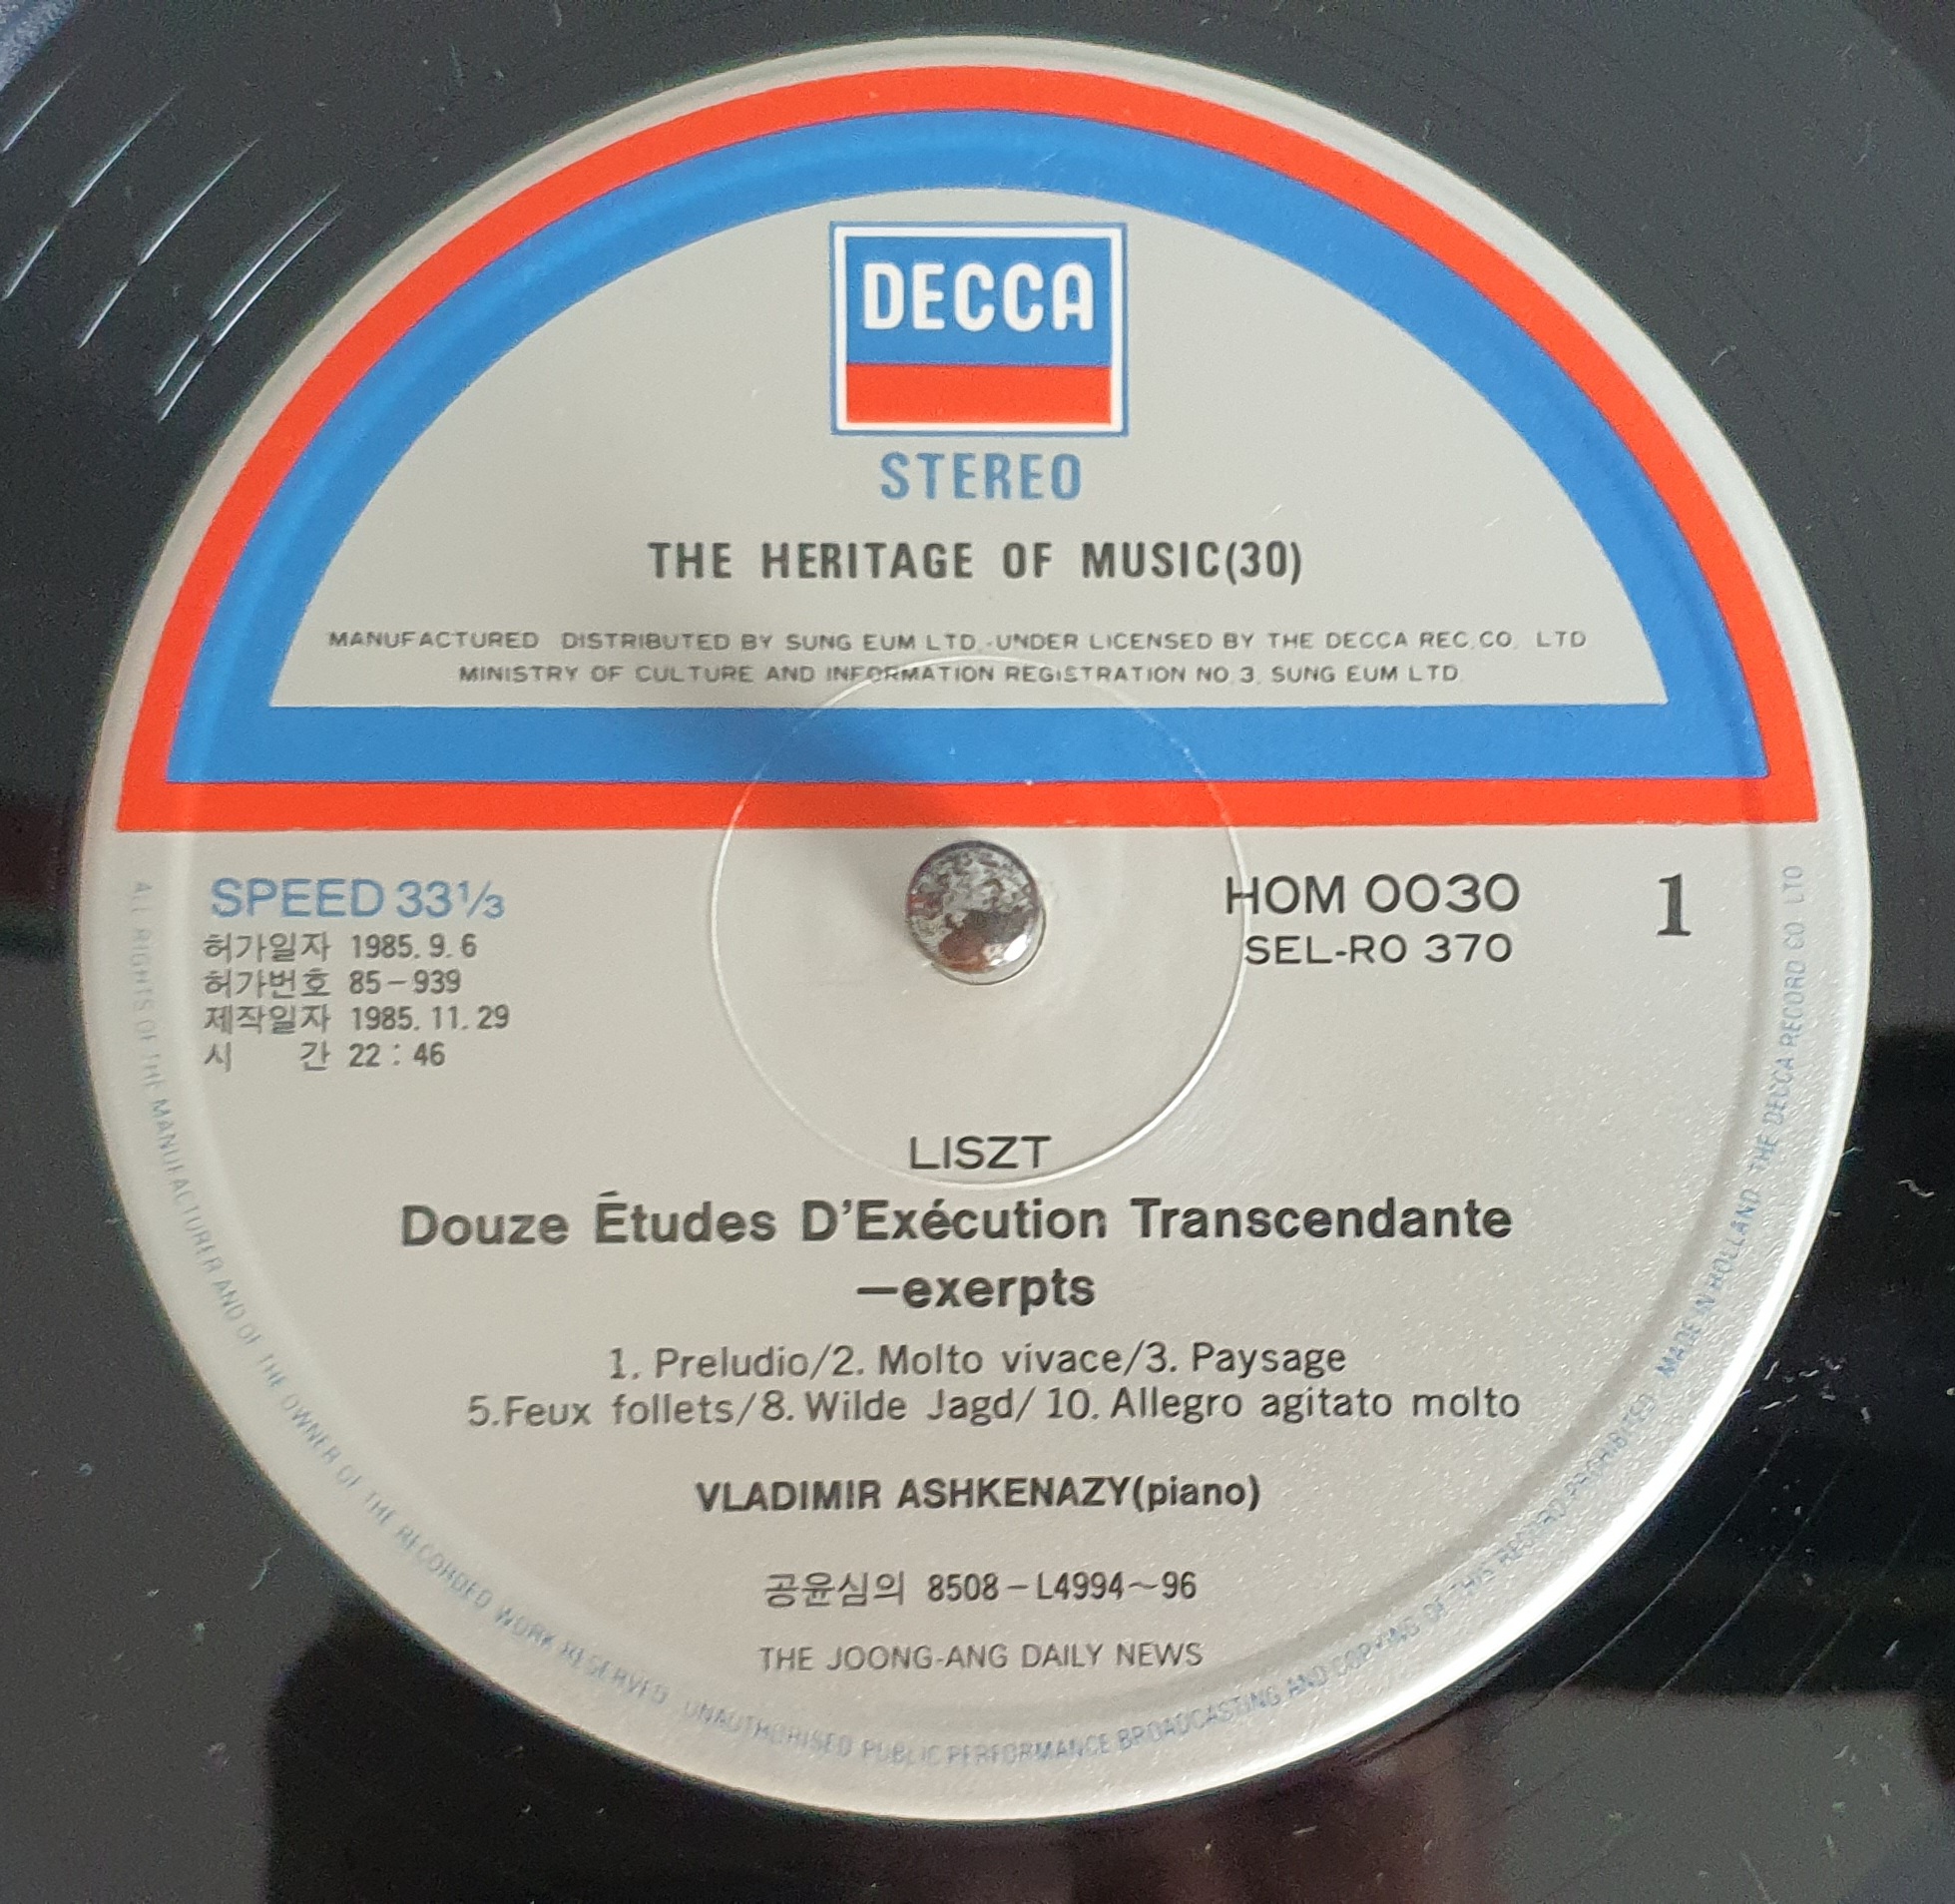 DECCA
STEREO
THE HERITAGE OF MUSIC(30)
MANUFACTURED DISTRIBUTED BY SUNG EUM LTD.-UNDER LICENSED BY THE DECCA REC.CO. LTD
MINISTRY OF CULTURE AND INFORMATION REGISTRATION NO.3. SUNG EUM LTD.
SPEED 33⅓
허가일자 1985. 9. 6
허가번호 85-939
제작일자 1985. 11. 29
시 간 22 : 46
HOM 0030
SEL-RO 370
1
LISZT
Douze Études D'Exécution Transcendante
—exerpts
1. Preludio/2. Molto vivace/3. Paysage
5.Feux follets/8. Wilde Jagd/ 10. Allegro agitato molto
VLADIMIR ASHKENAZY(piano)
공윤심의 8508-L4994~96
THE JOONG-ANG DAILY NEWS
ALL RIGHTS OF THE MANUFACTURER AND OF THE OWNER OF THE RECORDED WORK RESERVED UNAUTHORISED PUBLIC PERFORMANCE BROADCASTING AND COPYING OF THIS RECORD PROHIBITED MADE IN HOLLAND THE DECCA RECORD CO LTD